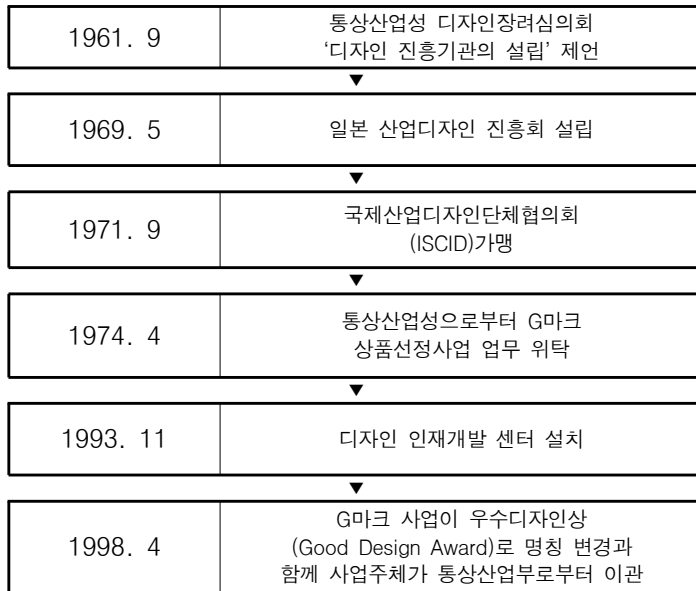 1961. 9
통상산업성 디자인장려심의회
‘디자인 진흥기관의 설립’ 제언
▼
1969. 5
일본 산업디자인 진흥회 설립
▼
1971. 9
국제산업디자인단체협의회
(ISCID)가맹
▼
1974. 4
통상산업성으로부터 G마크
상품선정사업 업무 위탁
▼
1993. 11
디자인 인재개발 센터 설치
▼
1998. 4
G마크 사업이 우수디자인상
(Good Design Award)로 명칭 변경과
함께 사업주체가 통상산업부로부터 이관